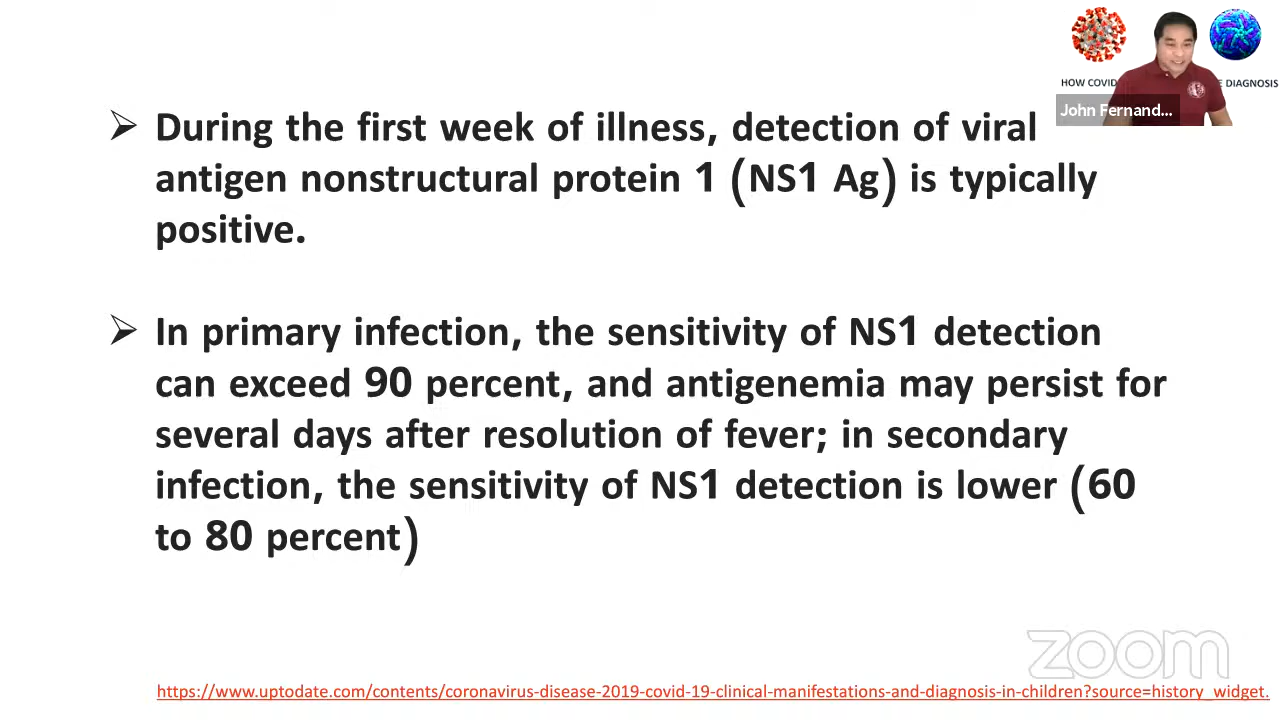 HOW COVID
E DIAGNOSIS
John Fernand...
➢ During the first week of illness, detection of viral
antigen nonstructural protein 1 (NS1 Ag) is typically
positive.
➢ In primary infection, the sensitivity of NS1 detection
can exceed 90 percent, and antigenemia may persist for
several days after resolution of fever; in secondary
infection, the sensitivity of NS1 detection is lower (60
to 80 percent)
zoom
https://www.uptodate.com/contents/coronavirus-disease-2019-covid-19-clinical-manifestations-and-diagnosis-in-children?source=history_widget.